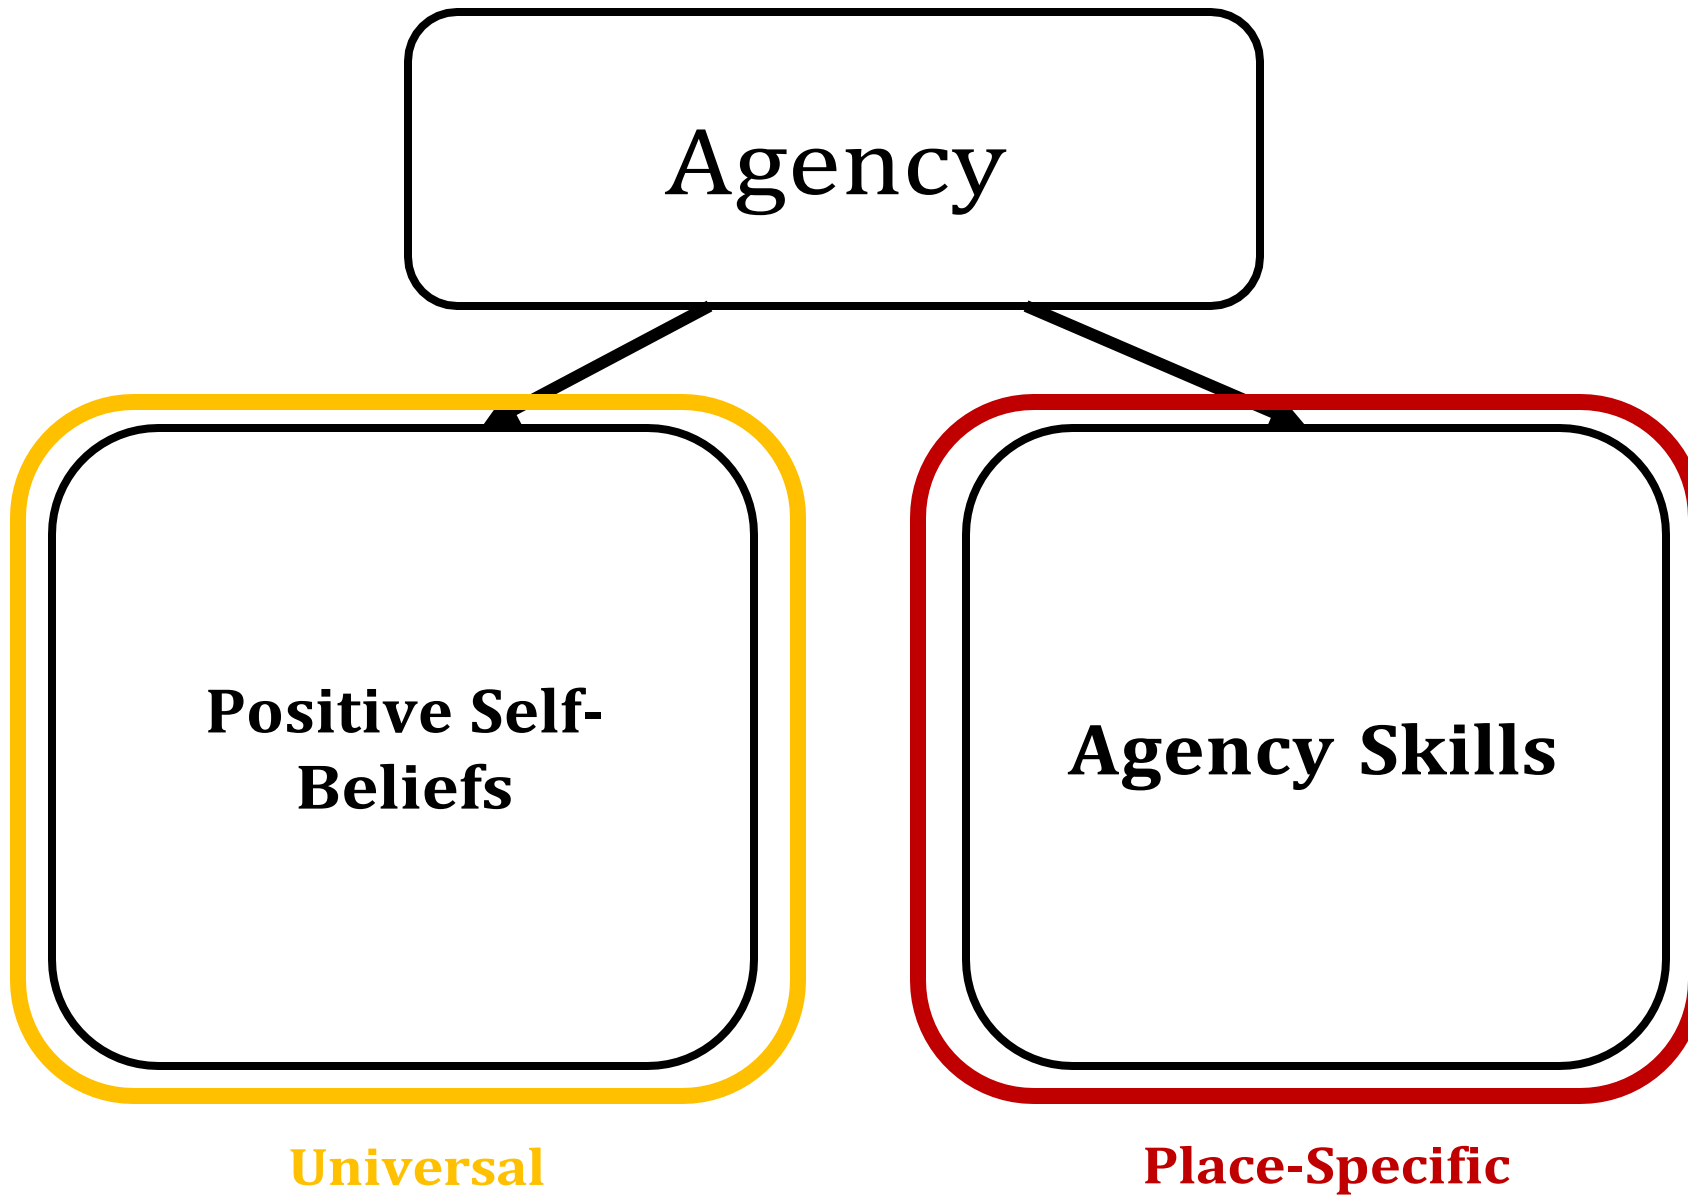 Agency
Positive Self-
Beliefs
Agency Skills
Universal
Place-Specific